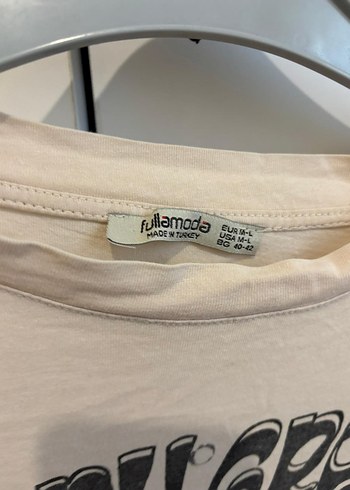 fullamoda
MADE IN TURKEY
EUR M-L
USA M-L
BG 40-42